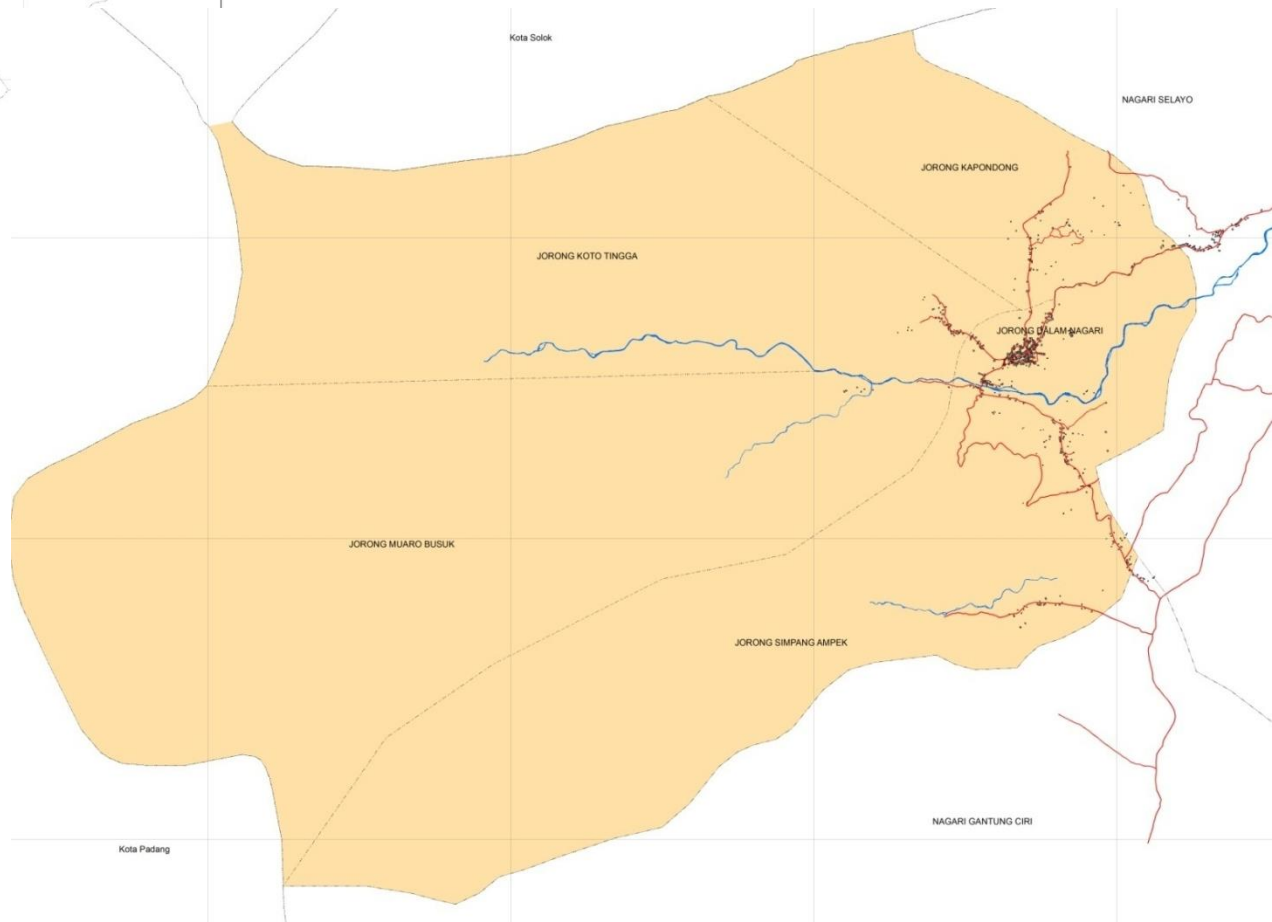 Kota Solok
NAGARI SELAYO
JORONG KAPONDONG
JORONG KOTO TINGGA
JORONG DALAM NAGARI
JORONG MUARO BUSUK
JORONG SIMPANG AMPEK
NAGARI GANTUNG CIRI
Kota Padang